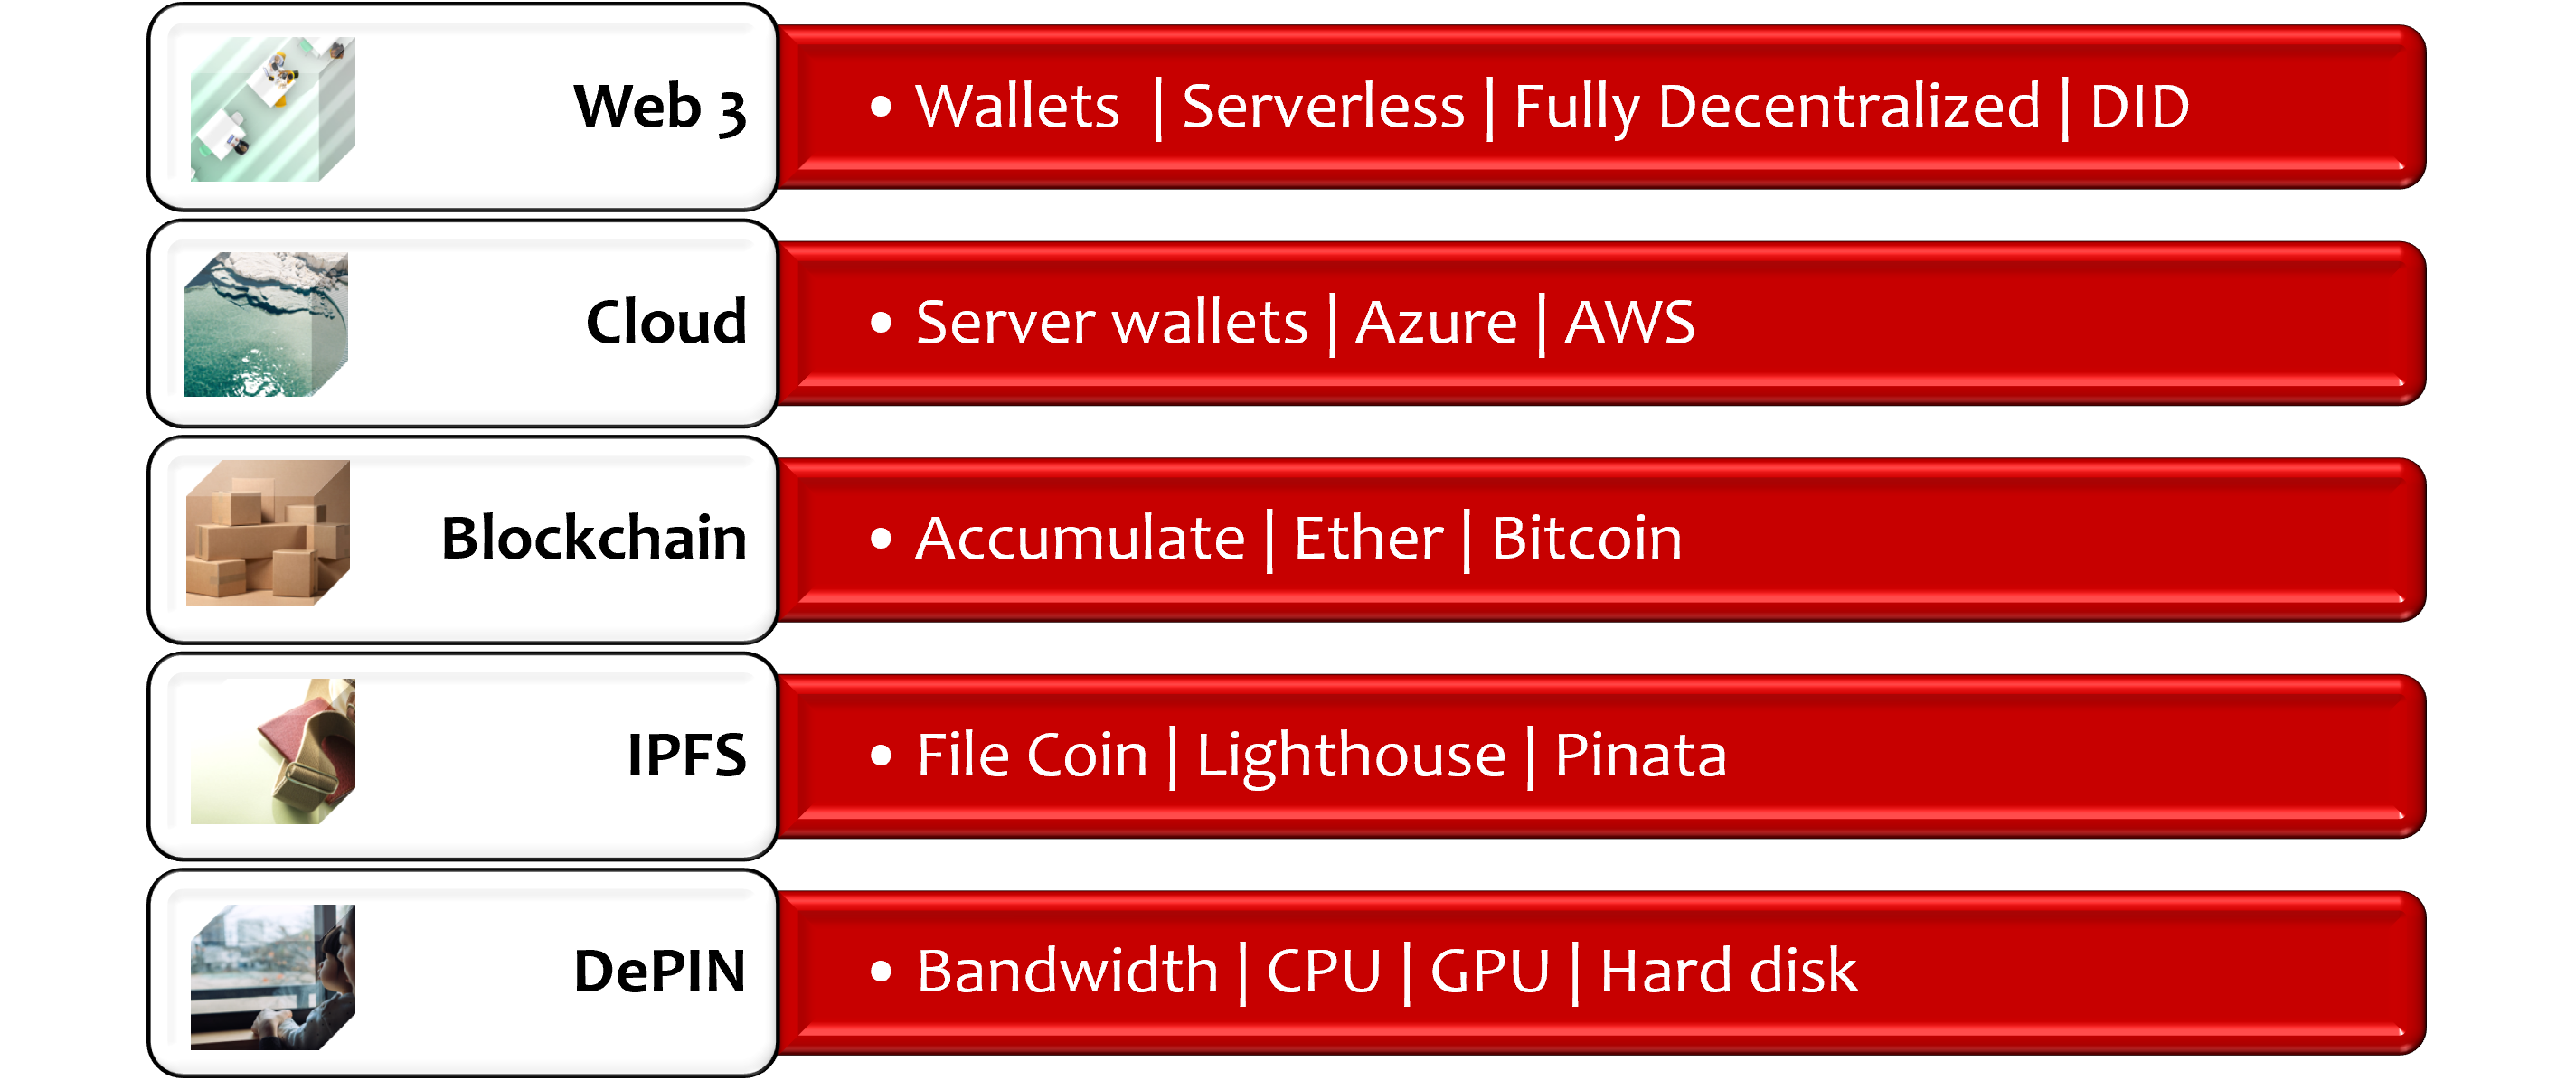 Web 3
• Wallets | Serverless | Fully Decentralized | DID
Cloud
• Server wallets | Azure | AWS
Blockchain
• Accumulate | Ether | Bitcoin
IPFS
• File Coin | Lighthouse | Pinata
DePIN
• Bandwidth | CPU | GPU | Hard disk